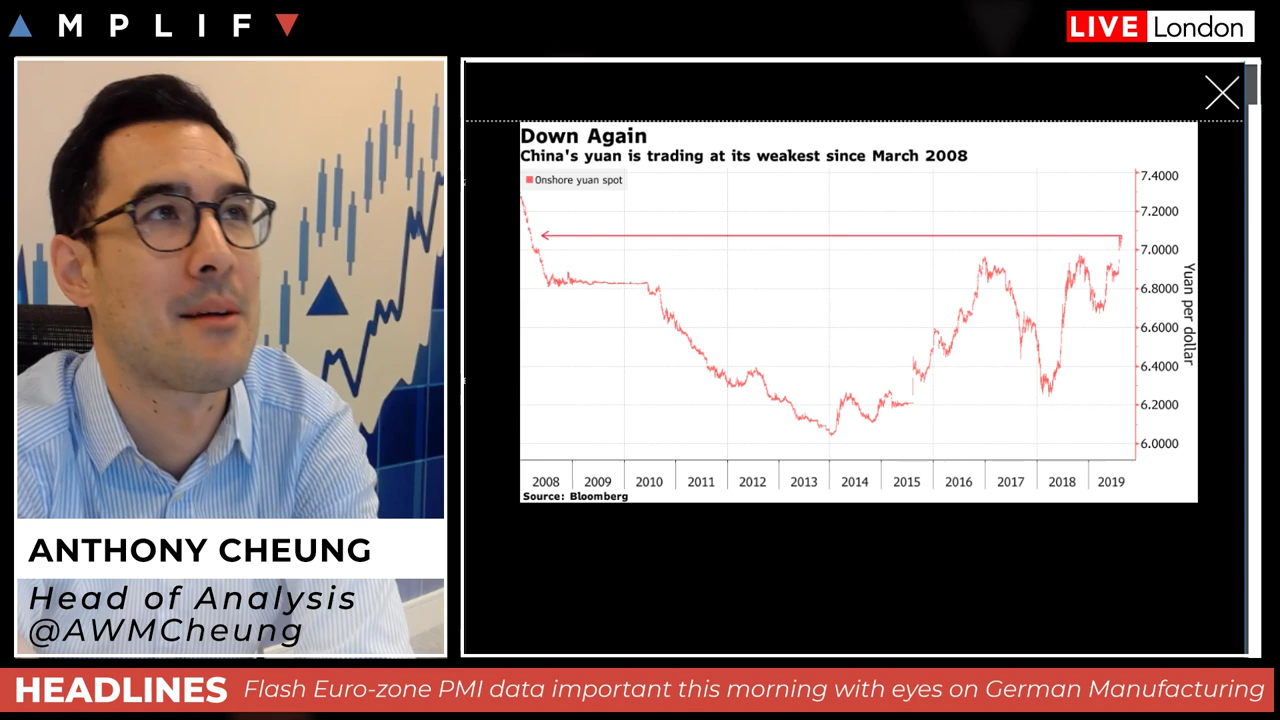 ▲ M P L I F ▼
LIVE London
Down Again
China's yuan is trading at its weakest since March 2008
Onshore yuan spot
7.4000
7.2000
7.0000
6.8000
6.6000
6.4000
6.2000
6.0000
Yuan per dollar
2008 2009 2010 2011 2012 2013 2014 2015 2016 2017 2018 2019
Source: Bloomberg
ANTHONY CHEUNG
Head of Analysis
@AWMCheung
HEADLINES Flash Euro-zone PMI data important this morning with eyes on German Manufacturing